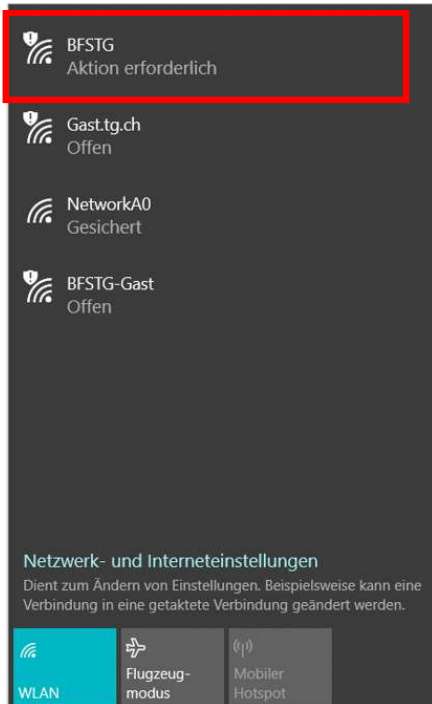 BFSTG
Aktion erforderlich
Gast.tg.ch
Offen
NetworkA0
Gesichert
BFSTG-Gast
Offen
Netzwerk- und Interneteinstellungen
Dient zum Ändern von Einstellungen. Beispielsweise kann eine
Verbindung in eine getaktete Verbindung geändert werden.
WLAN
Flugzeug-
modus
Mobiler
Hotspot